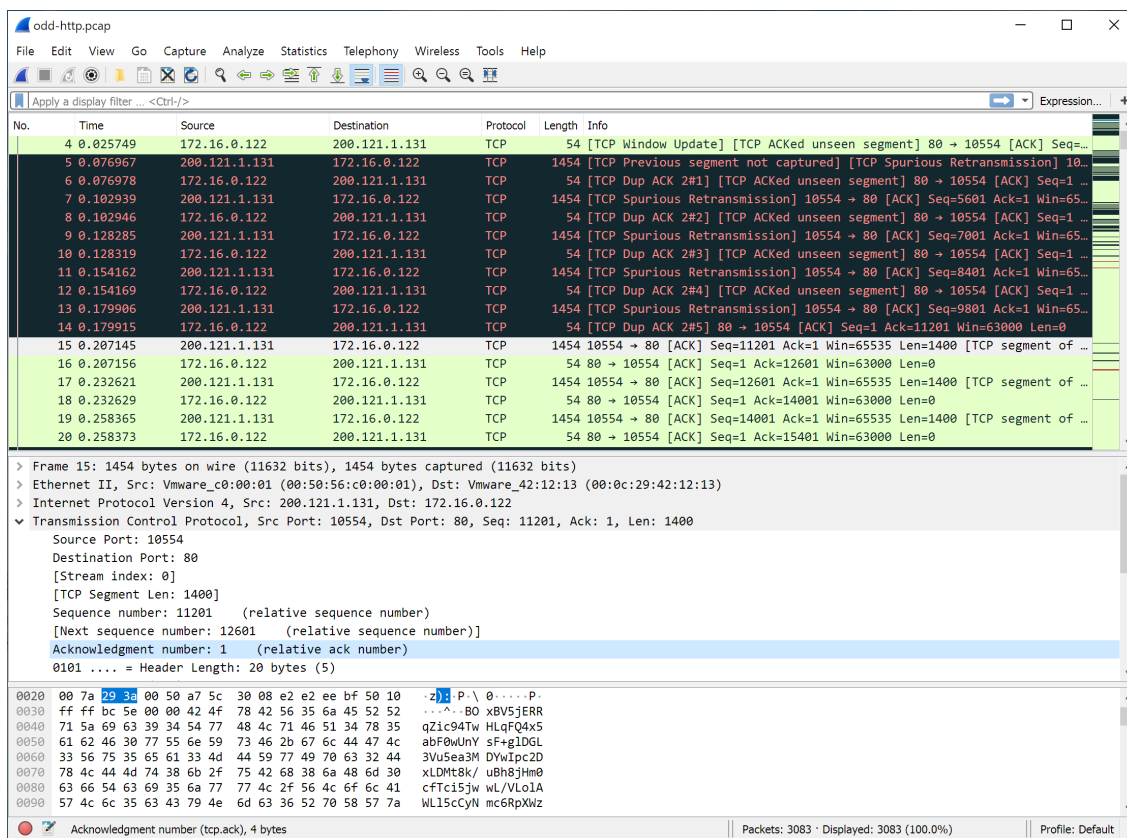 odd-http.pcap
File Edit View Go Capture Analyze Statistics Telephony Wireless Tools Help
Apply a display filter ... <Ctrl-/> Expression... +
No. Time Source Destination Protocol Length Info
4 0.025749 172.16.0.122 200.121.1.131 TCP 54 [TCP Window Update] [TCP ACKed unseen segment] 80 → 10554 [ACK] Seq=…
5 0.076967 200.121.1.131 172.16.0.122 TCP 1454 [TCP Previous segment not captured] [TCP Spurious Retransmission] 10…
6 0.076978 172.16.0.122 200.121.1.131 TCP 54 [TCP Dup ACK 2#1] [TCP ACKed unseen segment] 80 → 10554 [ACK] Seq=1 …
7 0.102939 200.121.1.131 172.16.0.122 TCP 1454 [TCP Spurious Retransmission] 10554 → 80 [ACK] Seq=5601 Ack=1 Win=65…
8 0.102946 172.16.0.122 200.121.1.131 TCP 54 [TCP Dup ACK 2#2] [TCP ACKed unseen segment] 80 → 10554 [ACK] Seq=1 …
9 0.128285 200.121.1.131 172.16.0.122 TCP 1454 [TCP Spurious Retransmission] 10554 → 80 [ACK] Seq=7001 Ack=1 Win=65…
10 0.128319 172.16.0.122 200.121.1.131 TCP 54 [TCP Dup ACK 2#3] [TCP ACKed unseen segment] 80 → 10554 [ACK] Seq=1 …
11 0.154162 200.121.1.131 172.16.0.122 TCP 1454 [TCP Spurious Retransmission] 10554 → 80 [ACK] Seq=8401 Ack=1 Win=65…
12 0.154169 172.16.0.122 200.121.1.131 TCP 54 [TCP Dup ACK 2#4] [TCP ACKed unseen segment] 80 → 10554 [ACK] Seq=1 …
13 0.179906 200.121.1.131 172.16.0.122 TCP 1454 [TCP Spurious Retransmission] 10554 → 80 [ACK] Seq=9801 Ack=1 Win=65…
14 0.179915 172.16.0.122 200.121.1.131 TCP 54 [TCP Dup ACK 2#5] 80 → 10554 [ACK] Seq=1 Ack=11201 Win=63000 Len=0
15 0.207145 200.121.1.131 172.16.0.122 TCP 1454 10554 → 80 [ACK] Seq=11201 Ack=1 Win=65535 Len=1400 [TCP segment of …
16 0.207156 172.16.0.122 200.121.1.131 TCP 54 80 → 10554 [ACK] Seq=1 Ack=12601 Win=63000 Len=0
17 0.232621 200.121.1.131 172.16.0.122 TCP 1454 10554 → 80 [ACK] Seq=12601 Ack=1 Win=65535 Len=1400 [TCP segment of …
18 0.232629 172.16.0.122 200.121.1.131 TCP 54 80 → 10554 [ACK] Seq=1 Ack=14001 Win=63000 Len=0
19 0.258365 200.121.1.131 172.16.0.122 TCP 1454 10554 → 80 [ACK] Seq=14001 Ack=1 Win=65535 Len=1400 [TCP segment of …
20 0.258373 172.16.0.122 200.121.1.131 TCP 54 80 → 10554 [ACK] Seq=1 Ack=15401 Win=63000 Len=0
Frame 15: 1454 bytes on wire (11632 bits), 1454 bytes captured (11632 bits)
Ethernet II, Src: Vmware_c0:00:01 (00:50:56:c0:00:01), Dst: Vmware_42:12:13 (00:0c:29:42:12:13)
Internet Protocol Version 4, Src: 200.121.1.131, Dst: 172.16.0.122
Transmission Control Protocol, Src Port: 10554, Dst Port: 80, Seq: 11201, Ack: 1, Len: 1400
Source Port: 10554
Destination Port: 80
[Stream index: 0]
[TCP Segment Len: 1400]
Sequence number: 11201 (relative sequence number)
[Next sequence number: 12601 (relative sequence number)]
Acknowledgment number: 1 (relative ack number)
0101 .... = Header Length: 20 bytes (5)
0020 00 7a 29 3a 00 50 a7 5c 30 08 e2 e2 ee bf 50 10 ·z):·P·\ 0·····P·
0030 ff ff bc 5e 00 00 42 4f 78 42 56 35 6a 45 52 52 ···^··BO xBV5jERR
0040 71 5a 69 63 39 34 54 77 48 4c 71 46 51 34 78 35 qZic94Tw HLqFQ4x5
0050 61 62 46 30 77 55 6e 59 73 46 2b 67 6c 44 47 4c abF0wUnY sF+glDGL
0060 33 56 75 35 65 61 33 4d 44 59 77 49 70 63 32 44 3Vu5ea3M DYwIpc2D
0070 78 4c 44 4d 74 38 6b 2f 75 42 68 38 6a 48 6d 30 xLDMt8k/ uBh8jHm0
0080 63 66 54 63 69 35 6a 77 77 4c 2f 56 4c 6f 6c 41 cfTci5jw wL/VLolA
0090 57 4c 6c 35 63 43 79 4e 6d 63 36 52 70 58 57 7a WLl5cCyN mc6RpXWz
Acknowledgment number (tcp.ack), 4 bytes Packets: 3083 · Displayed: 3083 (100.0%) Profile: Default